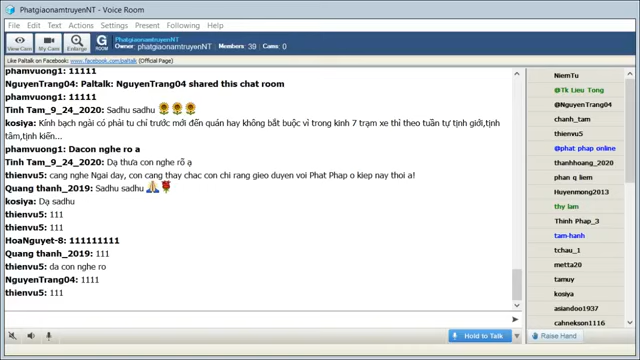 PhatgiaonamtruyenNT - Voice Room
File Edit Text Actions Settings Present Following Help
View Cam My Cam Enlarge G ROOM
PhatgiaonamtruyenNT
Owner phatgiaonamtruyenNT Members: 39 Cams: 0
Like Paltalk on Facebook: www.facebook.com/paltalk (Official Page)
phamvuong1: 11111
NguyenTrang04: Paltalk: NguyenTrang04 shared this chat room
phamvuong1: 11111
Tinh Tam_9_24_2020: Sadhu sadhu
kosiya: Kính bạch ngài có phải tu chỉ trước mới đến quán hay không bắt buộc vì trong kinh 7 trạm xe thì theo tuần tự tịnh giới,tịnh
tâm,tịnh kiến...
phamvuong1: Dacon nghe ro a
Tinh Tam_9_24_2020: Dạ thưa con nghe rõ ạ
thienvu5: cang nghe Ngai day, con cang thay chac con chi rang gieo duyen voi Phat Phap o kiep nay thoi a!
Quang thanh_2019: Sadhu sadhu
kosiya: Dạ sadhu
thienvu5: 111
thienvu5: 111
HoaNguyet-8: 111111111
Quang thanh_2019: 111
thienvu5: da con nghe ro
NguyenTrang04: 1111
thienvu5: 111
Hold to Talk
NiemTu
@Tk Lieu Tong
@NguyenTrang04
chanh_tam
thienvu5
@phat phap online
thanhhoang_2020
phan q liem
Huyenmong2013
thy lam
Thinh Phap_3
tam-hanh
tchau_1
metta20
tamuy
kosiya
asiandoo1937
cahnekson1116
Raise Hand